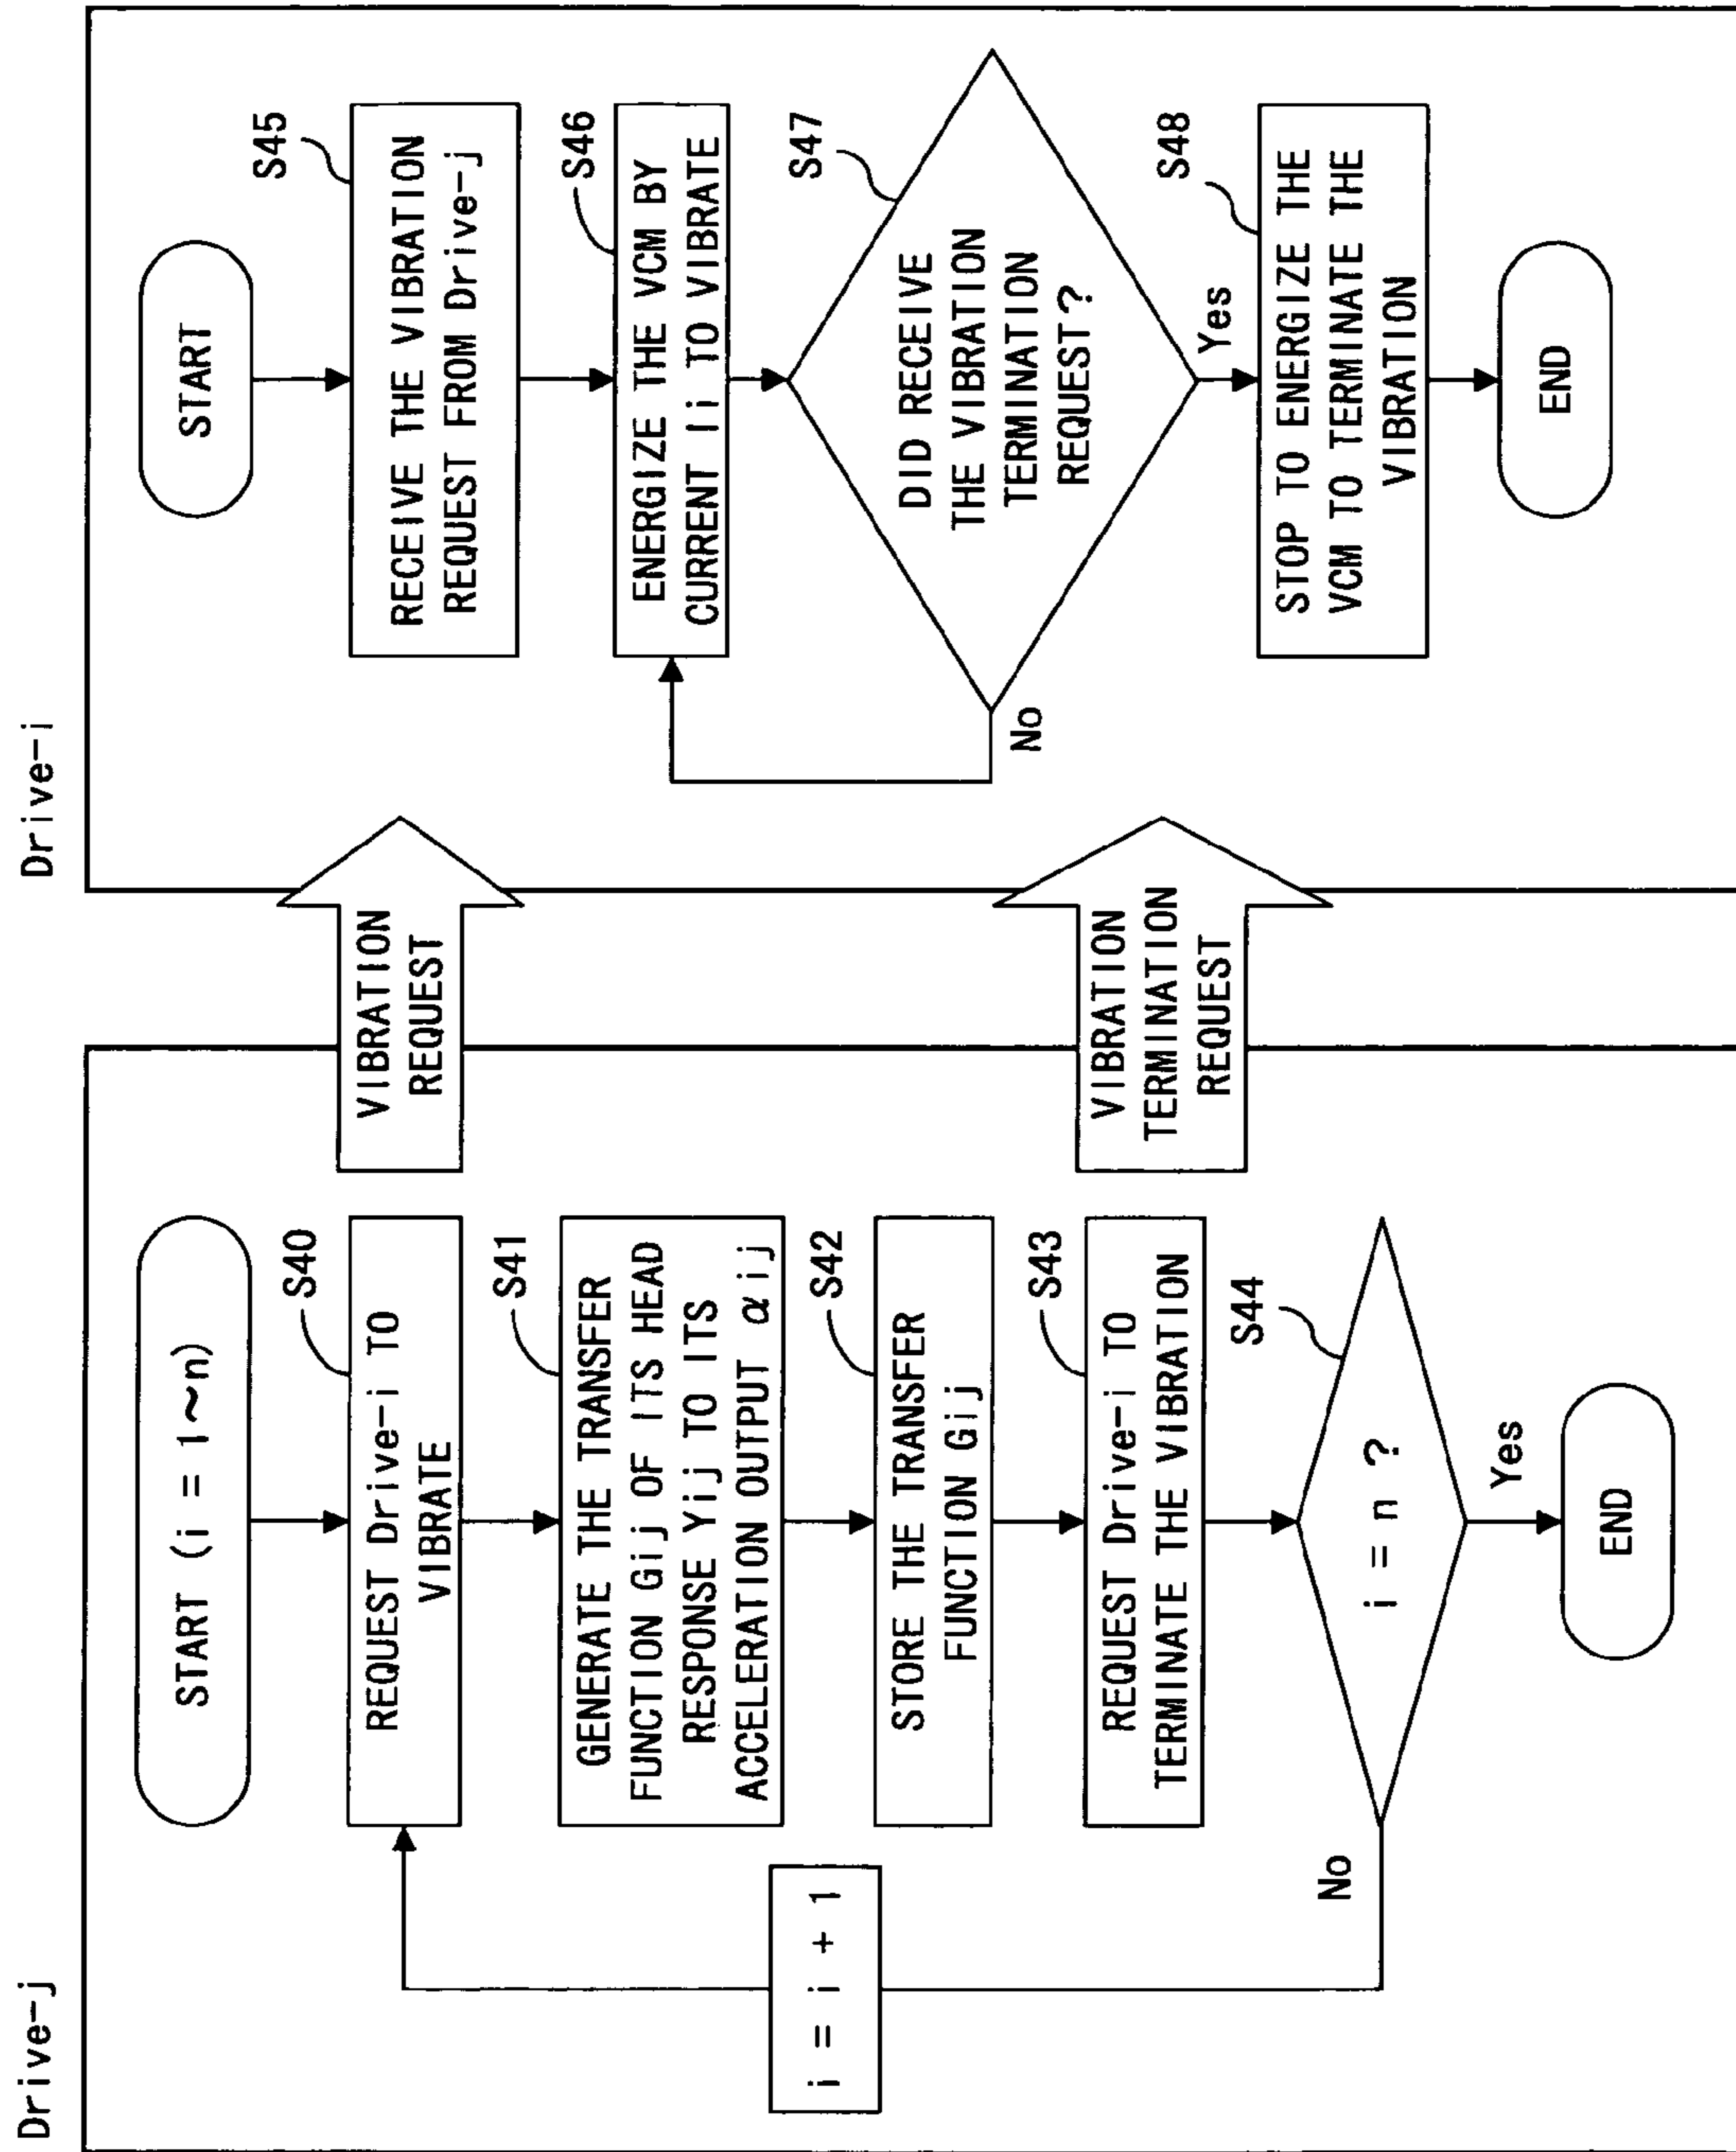 Drive-j
START (i = 1~n)
S40
REQUEST Drive-i TO
VIBRATE
S41
GENERATE THE TRANSFER
FUNCTION Gij OF ITS HEAD
RESPONSE Yij TO ITS
ACCELERATION OUTPUT αij
S42
STORE THE TRANSFER
FUNCTION Gij
S43
REQUEST Drive-i TO
TERMINATE THE VIBRATION
S44
i = n ?
No
i = i + 1
Yes
END
VIBRATION
REQUEST
VIBRATION
TERMINATION
REQUEST
Drive-i
START
S45
RECEIVE THE VIBRATION
REQUEST FROM Drive-j
S46
ENERGIZE THE VCM BY
CURRENT Ii TO VIBRATE
S47
DID RECEIVE
THE VIBRATION
TERMINATION
REQUEST?
No
Yes
S48
STOP TO ENERGIZE THE
VCM TO TERMINATE THE
VIBRATION
END